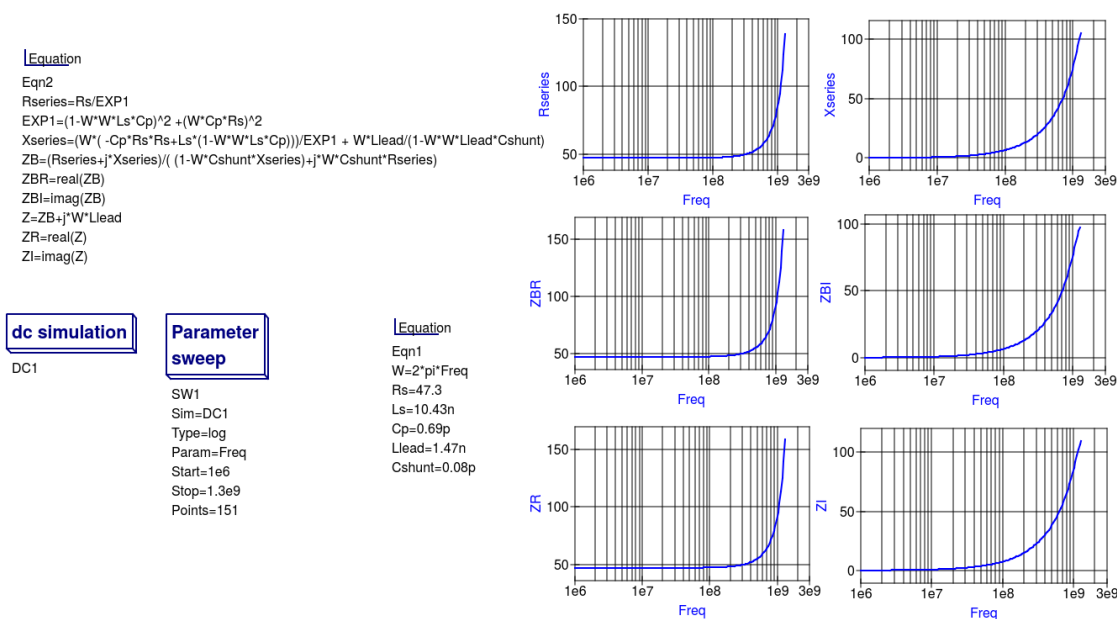 Equation
Eqn2
Rseries=Rs/EXP1
EXP1=(1-W*W*Ls*Cp)^2 +(W*Cp*Rs)^2
Xseries=(W*( -Cp*Rs*Rs+Ls*(1-W*W*Ls*Cp)))/EXP1 + W*Llead/(1-W*W*Llead*Cshunt)
ZB=(Rseries+j*Xseries)/( (1-W*Cshunt*Xseries)+j*W*Cshunt*Rseries)
ZBR=real(ZB)
ZBI=imag(ZB)
Z=ZB+j*W*Llead
ZR=real(Z)
ZI=imag(Z)
dc simulation
DC1
Parameter
sweep
SW1
Sim=DC1
Type=log
Param=Freq
Start=1e6
Stop=1.3e9
Points=151
Equation
Eqn1
W=2*pi*Freq
Rs=47.3
Ls=10.43n
Cp=0.69p
Llead=1.47n
Cshunt=0.08p
150
100
50
Rseries
1e6 1e7 1e8 1e9 3e9
Freq
100
50
0
Xseries
1e6 1e7 1e8 1e9 3e9
Freq
150
100
50
ZBR
1e6 1e7 1e8 1e9 3e9
Freq
100
50
0
ZBI
1e6 1e7 1e8 1e9 3e9
Freq
150
100
50
ZR
1e6 1e7 1e8 1e9 3e9
Freq
100
50
0
ZI
1e6 1e7 1e8 1e9 3e9
Freq